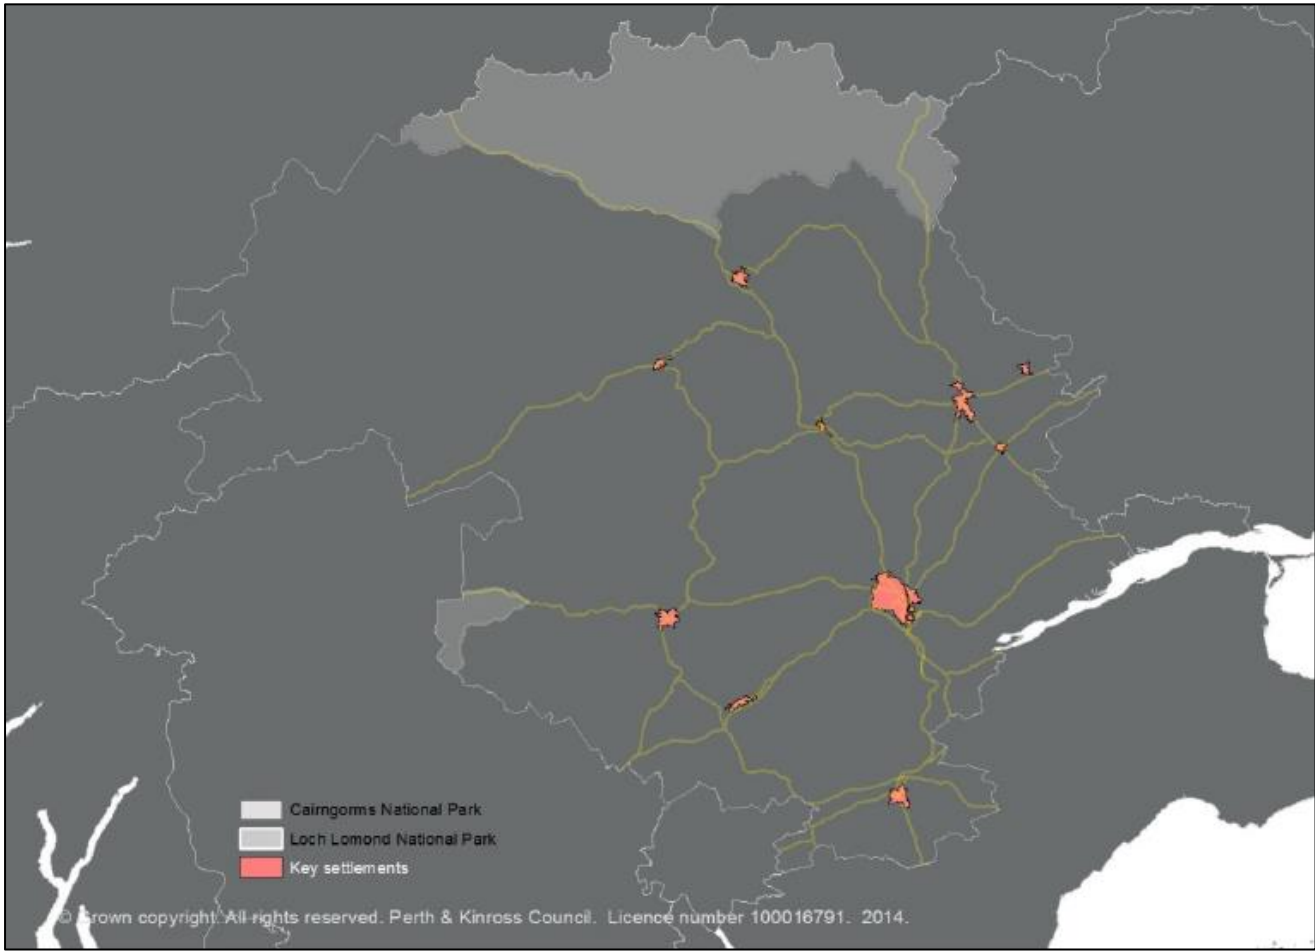 Cairngorms National Park
Loch Lomond National Park
Key settlements
© Crown copyright. All rights reserved. Perth & Kinross Council. Licence number 100016791. 2014.